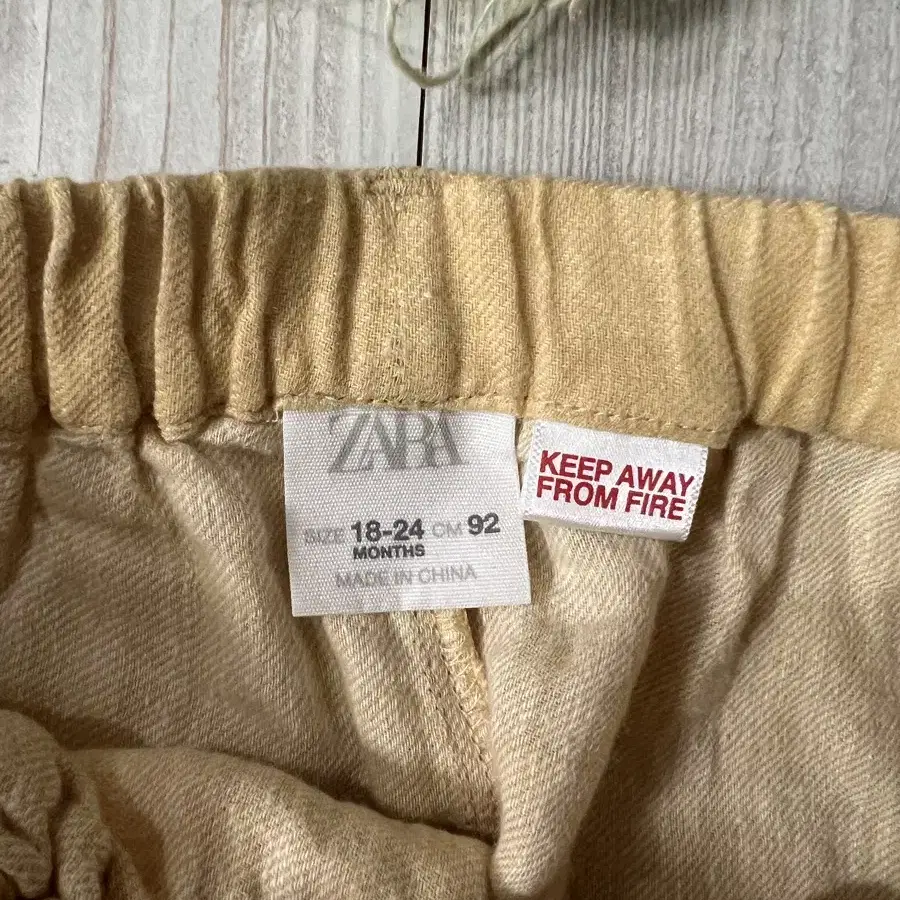 ZARA
SIZE 18-24 CM 92
MONTHS
MADE IN CHINA
KEEP AWAY
FROM FIRE